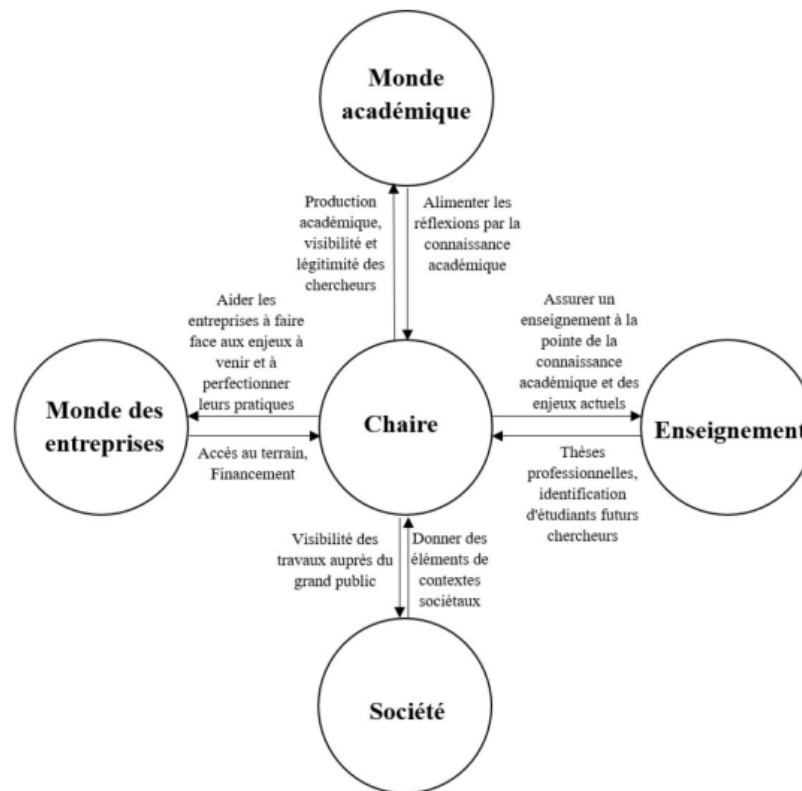 Monde
académique
Production
académique,
visibilité et
légitimité des
chercheurs
Alimenter les
réflexions par la
connaissance
académique
Aider les
entreprises à faire
face aux enjeux à
venir et à
perfectionner
leurs pratiques
Assurer un
enseignement à la
pointe de la
connaissance
académique et des
enjeux actuels
Monde des
entreprises
Chaire
Enseignement
Accès au terrain,
Financement
Thèses
professionnelles,
identification
d'étudiants futurs
chercheurs
Visibilité des
travaux auprès du
grand public
Donner des
éléments de
contextes
sociétaux
Société